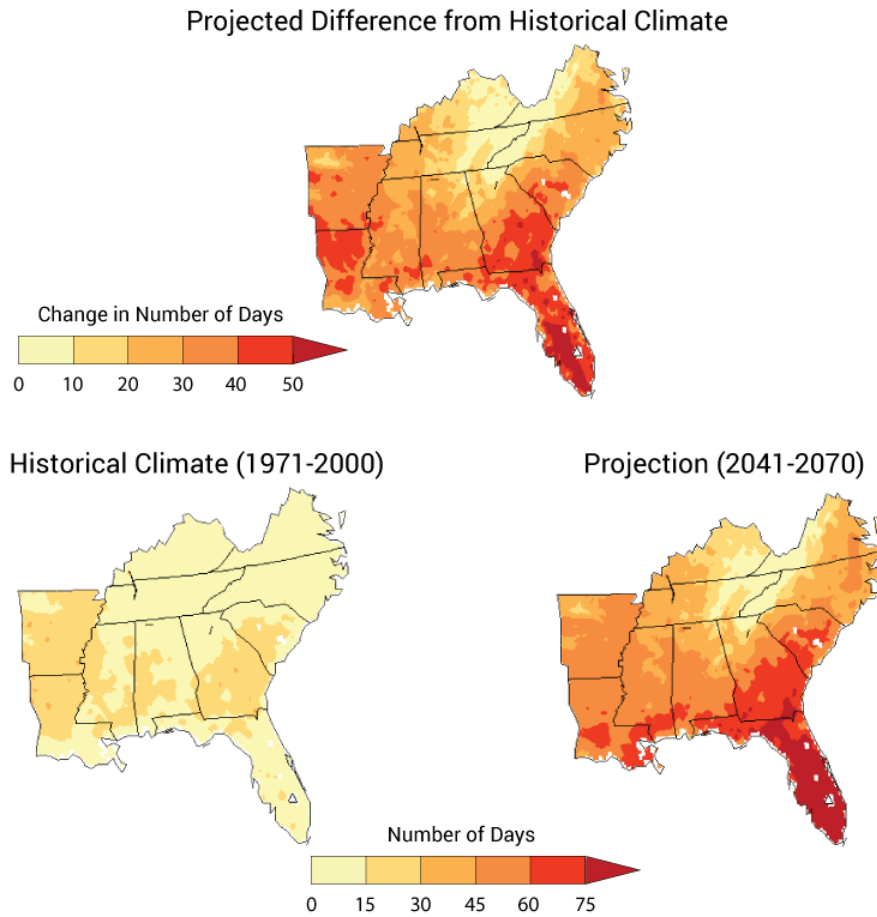 Projected Difference from Historical Climate
Change in Number of Days
0 10 20 30 40 50
Historical Climate (1971-2000)
Projection (2041-2070)
Number of Days
0 15 30 45 60 75